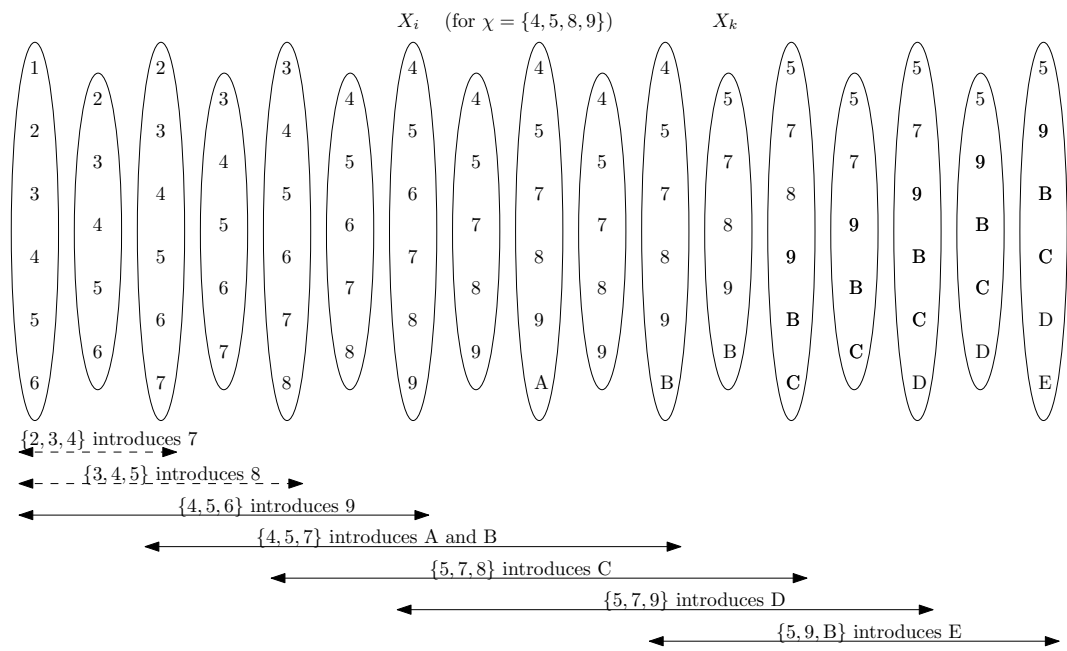 X_i (for χ = {4, 5, 8, 9}) X_k
1 2 3 4 4 4 5 5 5
2 3 4 4 4 5 5 5
2 3 4 5 5 5 7 7 9
3 4 5 5 5 7 7 9
3 4 5 6 7 7 8 9 B
4 5 6 7 7 8 9 B
4 5 6 7 8 8 9 B C
5 6 7 8 8 9 B C
5 6 7 8 9 9 B C D
6 7 8 9 9 B C D
6 7 8 9 A B C D E
{2, 3, 4} introduces 7
{3, 4, 5} introduces 8
{4, 5, 6} introduces 9
{4, 5, 7} introduces A and B
{5, 7, 8} introduces C
{5, 7, 9} introduces D
{5, 9, B} introduces E